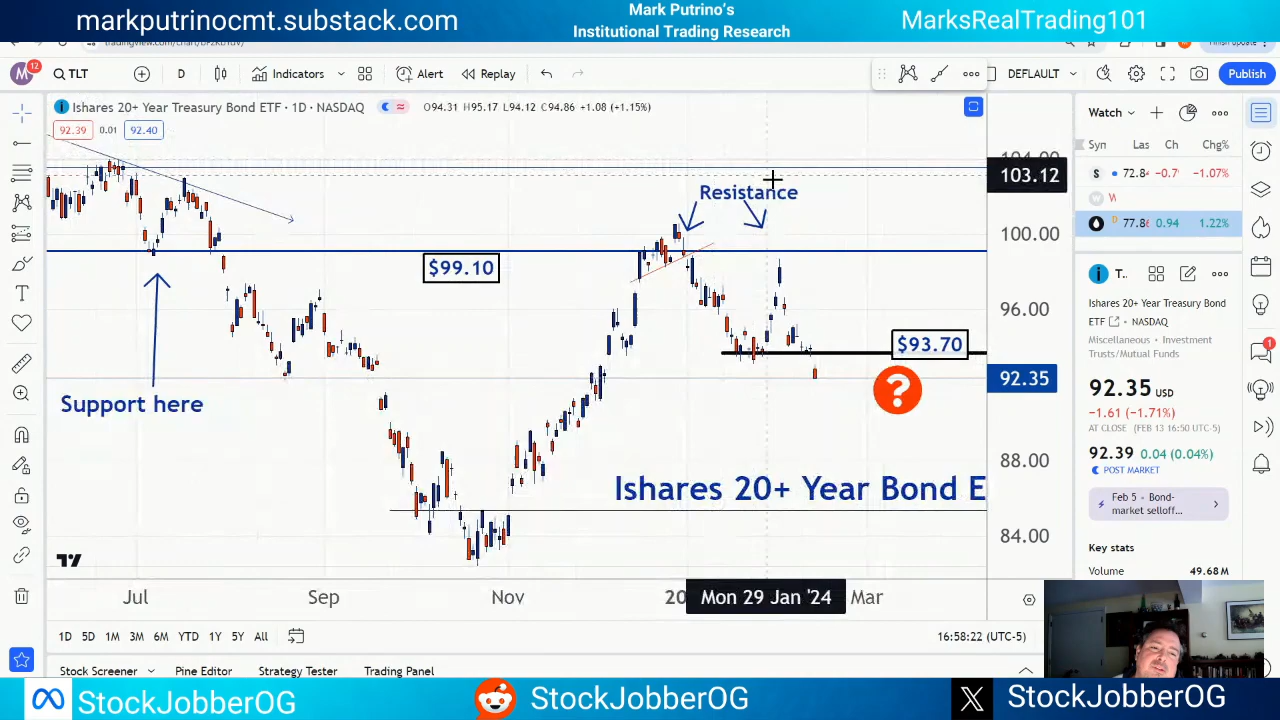 markputrinocmt.substack.com
Mark Putrino's
Institutional Trading Research
MarksRealTrading101
M 12 TLT D Indicators Alert Replay DEFAULT Publish
Ishares 20+ Year Treasury Bond ETF · 1D · NASDAQ O94.31 H95.17 L94.12 C94.86 +1.08 (+1.15%)
92.39 0.01 92.40
104.00
103.12
Resistance
100.00
$99.10
96.00
$93.70
92.35
?
Support here
88.00
Ishares 20+ Year Bond E
84.00
Jul Sep Nov 20 Mon 29 Jan '24 Mar
1D 5D 1M 3M 6M YTD 1Y 5Y All 16:58:22 (UTC-5)
Stock Screener Pine Editor Strategy Tester Trading Panel
Watch
Syn Las Ch Chg%
S 72.8 -0.7 -1.07%
W
D 77.8 0.94 1.22%
T..
Ishares 20+ Year Treasury Bond
ETF · NASDAQ
Miscellaneous · Investment
Trusts/Mutual Funds
92.35 USD
−1.61 (−1.71%)
AT CLOSE (FEB 13 16:50 UTC-5)
92.39 0.04 (0.04%)
POST MARKET
Feb 5 · Bond-
market selloff...
Key stats
Volume 49.68M
1
StockJobberOG
StockJobberOG
StockJobberOG